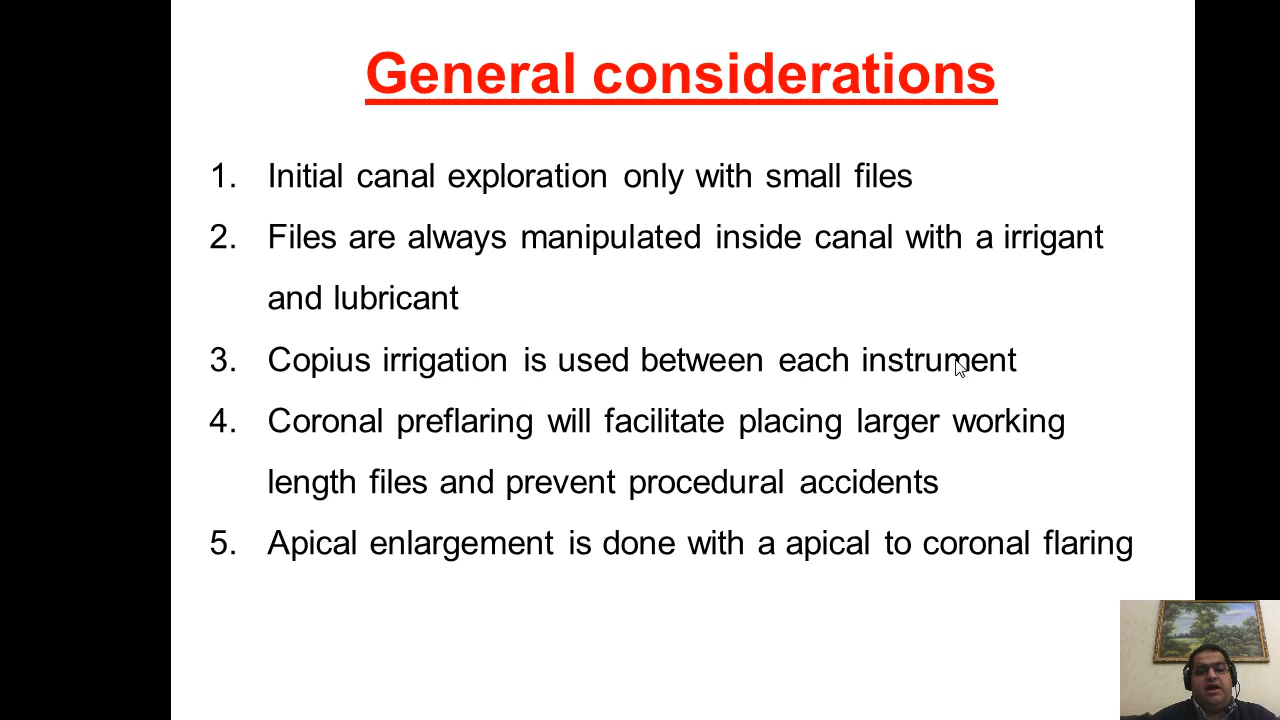 General considerations
1. Initial canal exploration only with small files
2. Files are always manipulated inside canal with a irrigant
and lubricant
3. Copius irrigation is used between each instrument
4. Coronal preflaring will facilitate placing larger working
length files and prevent procedural accidents
5. Apical enlargement is done with a apical to coronal flaring